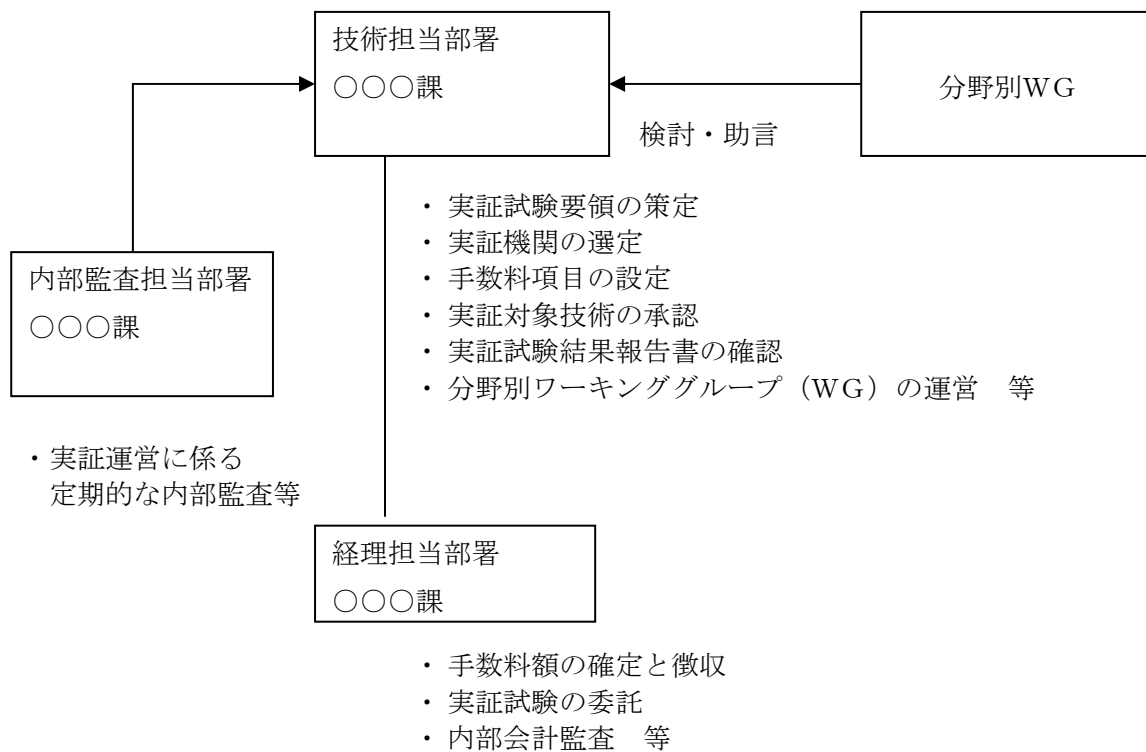 技術担当部署
○○○課
分野別WG
検討・助言
・ 実証試験要領の策定
・ 実証機関の選定
・ 手数料項目の設定
・ 実証対象技術の承認
・ 実証試験結果報告書の確認
・ 分野別ワーキンググループ（WG）の運営　等
内部監査担当部署
○○○課
・実証運営に係る
定期的な内部監査等
経理担当部署
○○○課
・ 手数料額の確定と徴収
・ 実証試験の委託
・ 内部会計監査　等